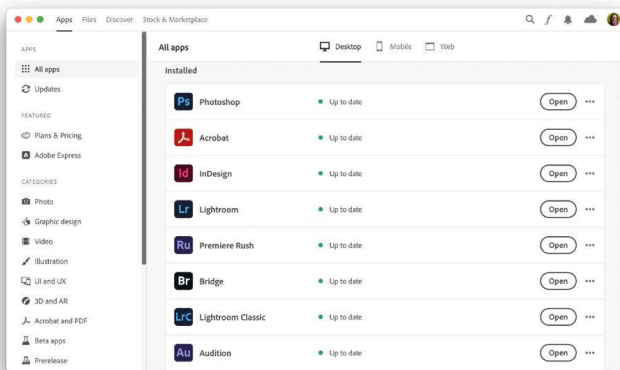 Apps Files Discover Stock & Marketplace
APPS
All apps
Updates
FEATURED
Plans & Pricing
Adobe Express
CATEGORIES
Photo
Graphic design
Video
Illustration
UI and UX
3D and AR
Acrobat and PDF
Beta apps
Prerelease
All apps Desktop Mobile Web
Installed
Ps Photoshop Up to date Open
Acrobat Up to date Open
Id InDesign Up to date Open
Lr Lightroom Up to date Open
Ru Premiere Rush Up to date Open
Br Bridge Up to date Open
LrC Lightroom Classic Up to date Open
Au Audition Up to date Open